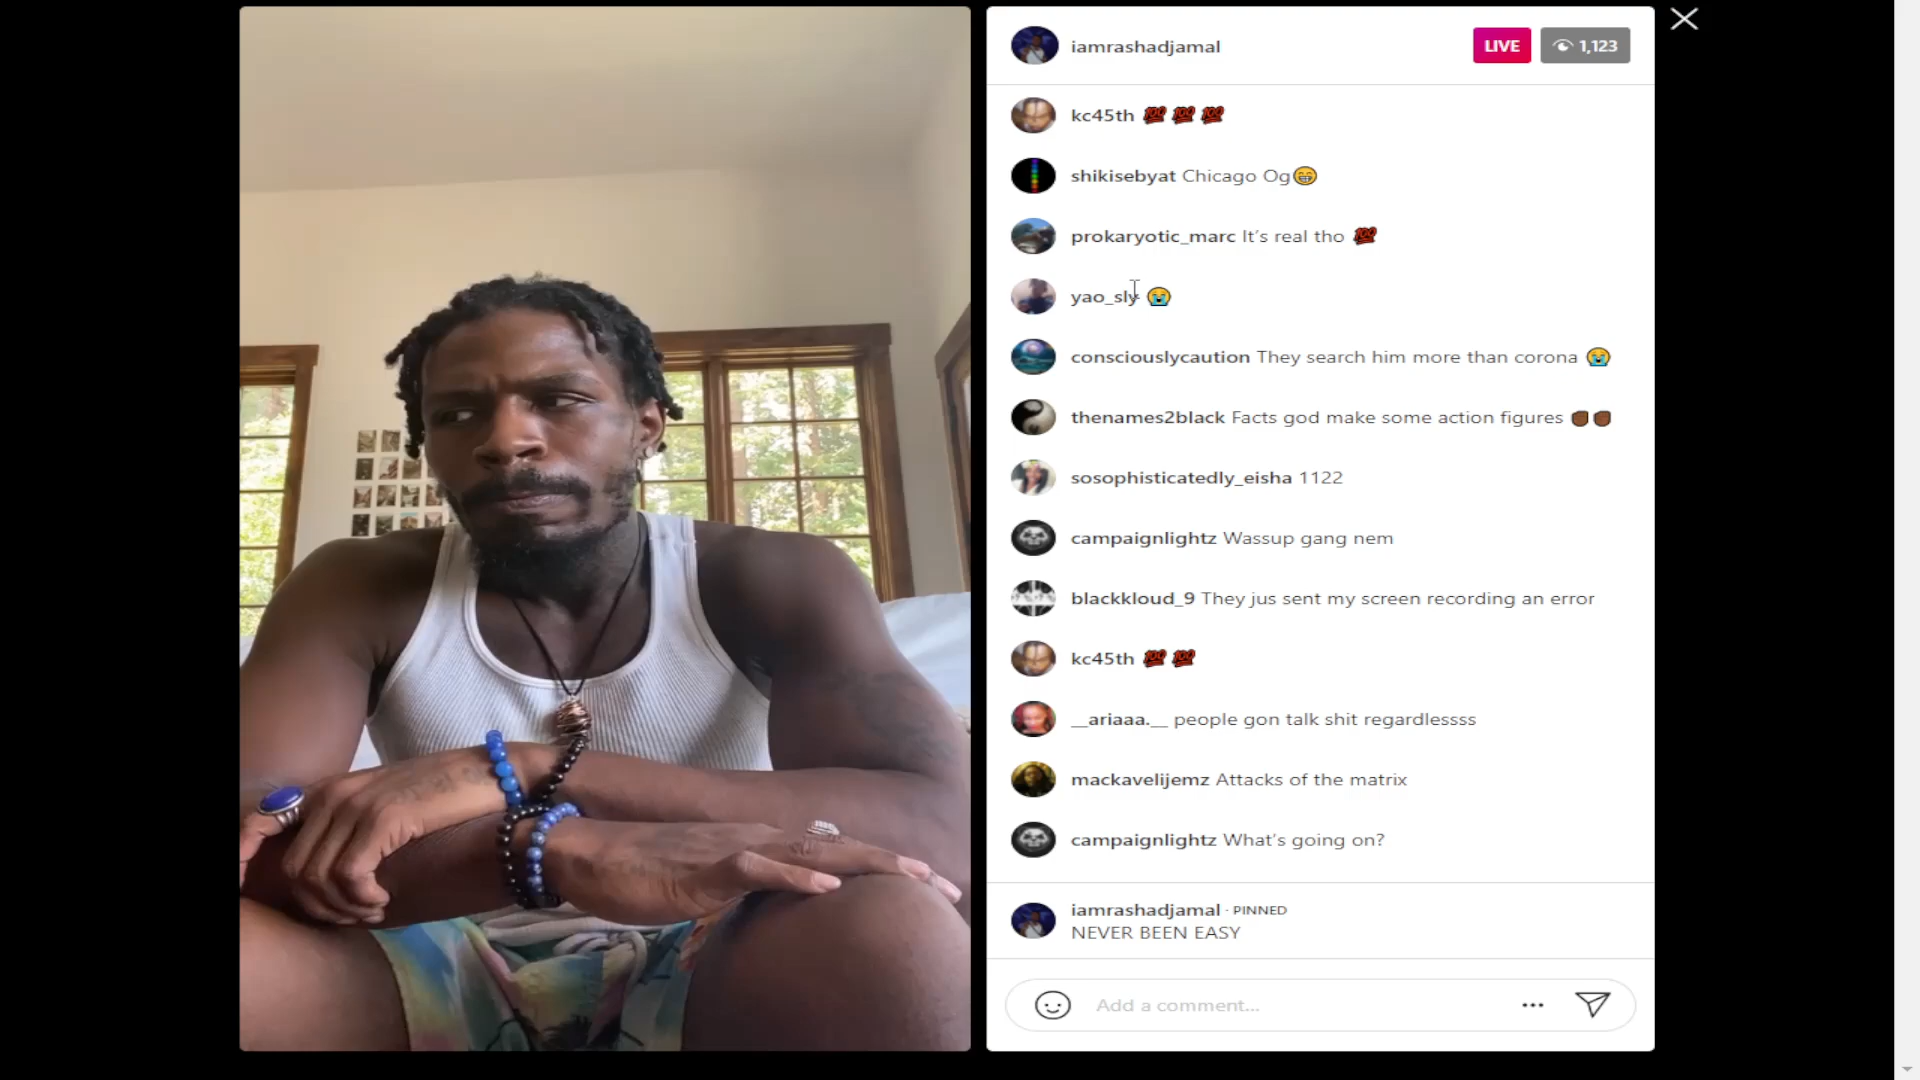 iamrashadjamal LIVE 1,123
kc45th 💯 💯 💯
shikisebyat Chicago Og😁
prokaryotic_marc It's real tho 💯
yao_sly 😭
consciouslycaution They search him more than corona 😭
thenames2black Facts god make some action figures ✊🏾✊🏾
sosophisticatedly_eisha 1122
campaignlightz Wassup gang nem
blackkloud_9 They jus sent my screen recording an error
kc45th 💯 💯
__ariaaa.__ people gon talk shit regardlessss
mackavelijemz Attacks of the matrix
campaignlightz What's going on?
iamrashadjamal · PINNED
NEVER BEEN EASY
Add a comment...